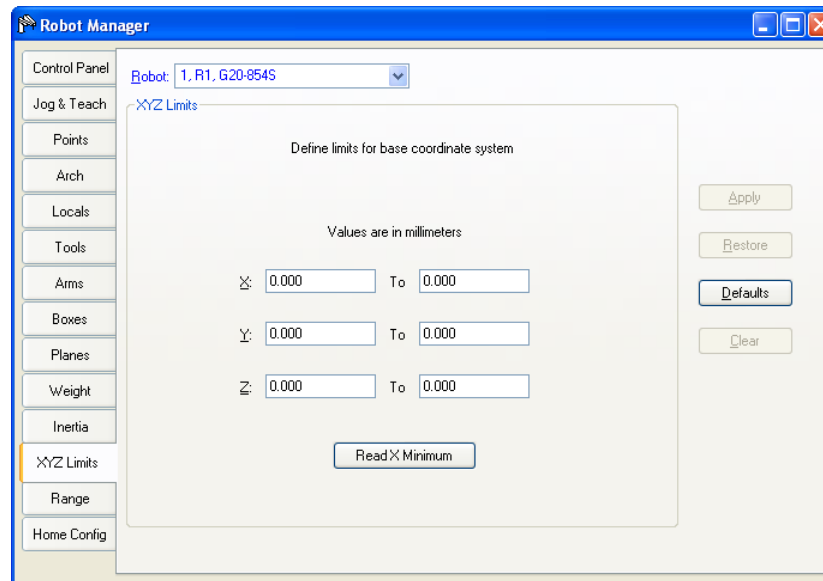 Robot Manager
Control Panel
Jog & Teach
Points
Arch
Locals
Tools
Arms
Boxes
Planes
Weight
Inertia
XYZ Limits
Range
Home Config
Robot: 1, R1, G20-854S
XYZ Limits
Define limits for base coordinate system
Values are in millimeters
X: 0.000 To 0.000
Y: 0.000 To 0.000
Z: 0.000 To 0.000
Read X Minimum
Apply
Restore
Defaults
Clear